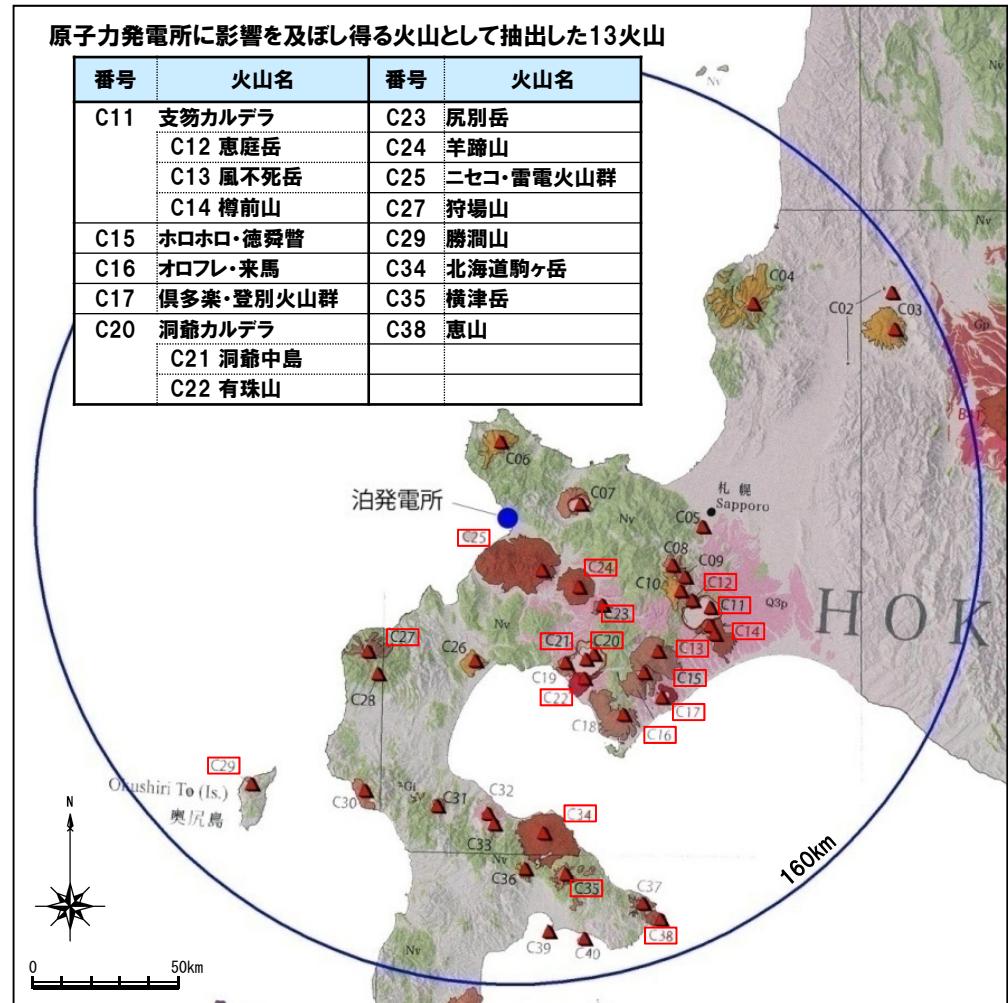 原子力発電所に影響を及ぼし得る火山として抽出した13火山
番号 火山名 番号 火山名
C11 支笏カルデラ C23 尻別岳
C12 恵庭岳 C24 羊蹄山
C13 風不死岳 C25 ニセコ・雷電火山群
C14 樽前山 C27 狩場山
C15 ホロホロ・徳舜瞥 C29 勝澗山
C16 オロフレ・来馬 C34 北海道駒ヶ岳
C17 倶多楽・登別火山群 C35 横津岳
C20 洞爺カルデラ C38 恵山
C21 洞爺中島
C22 有珠山
Nv
Nv
Nv
C04
C02
C03
Gp
C06
C07
札幌
Sapporo
泊発電所
Nv
C05
C25
C08
C09
C24
C10
C12
C11
Q3p
HOK
C23
C14
Nv
C27
C26
C21
C20
C13
C19
C15
C28
C22
C17
C18
C16
C29
Okushiri To (Is.)
奥尻島
C30
C31
C32
C34
C33
Nv
C36
C35
C37
C38
C39
C40
160km
N
0 50km